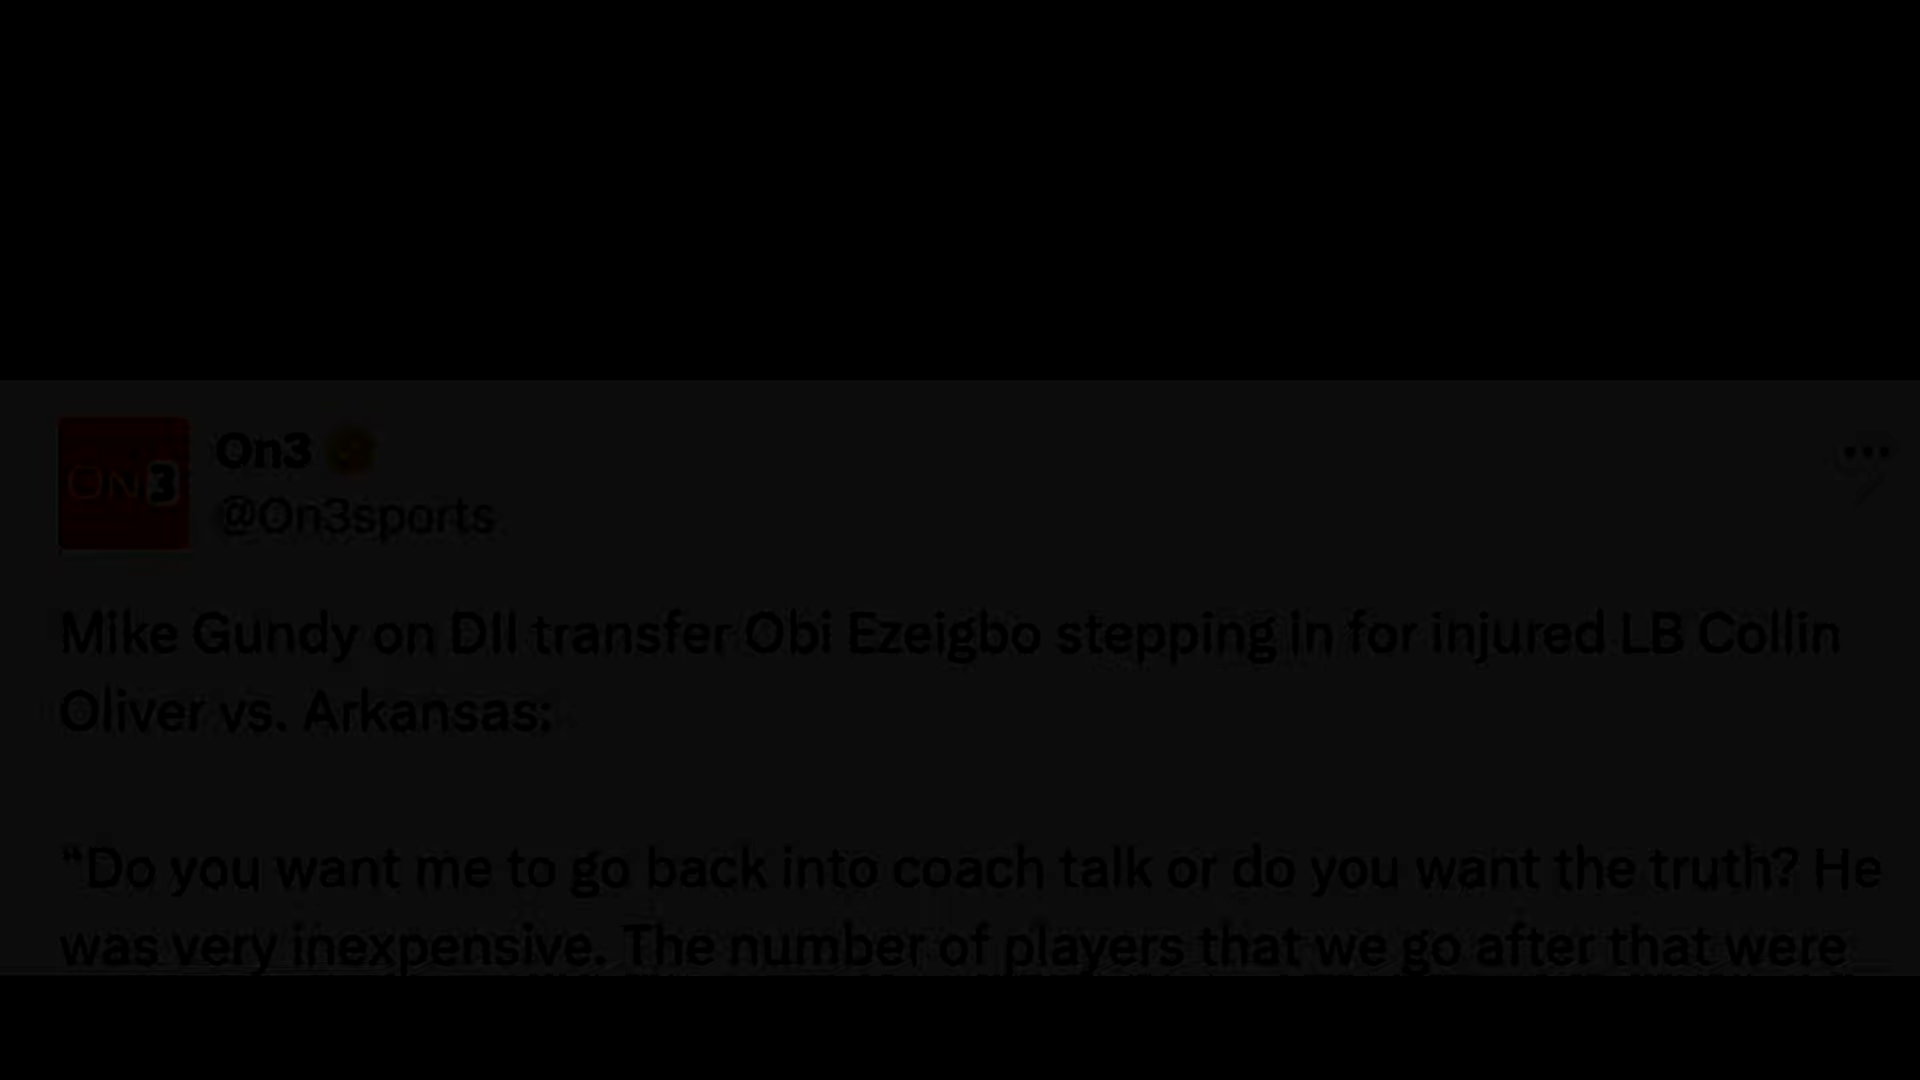 ON3
On3
@On3sports
Mike Gundy on DII transfer Obi Ezeigbo stepping in for injured LB Collin
Oliver vs. Arkansas:
“Do you want me to go back into coach talk or do you want the truth? He
was very inexpensive. The number of players that we go after that were